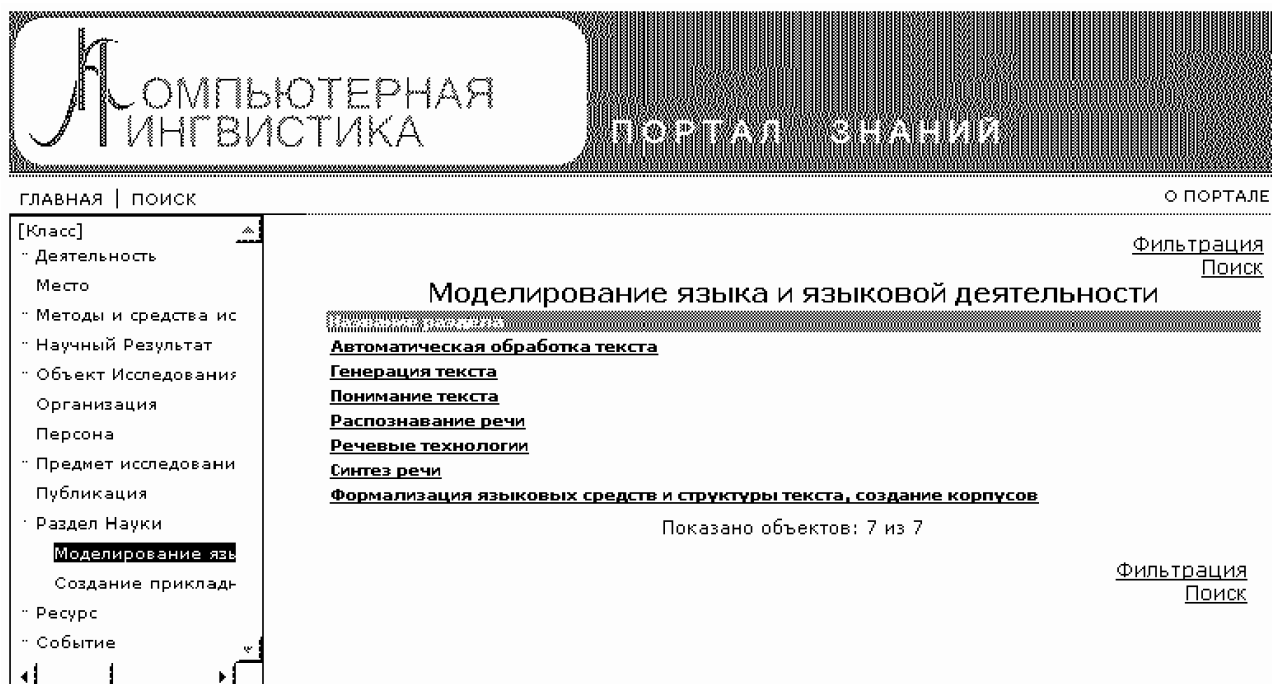 Компьютерная
Лингвистика
ПОРТАЛ ЗНАНИЙ
ГЛАВНАЯ | ПОИСК
О ПОРТАЛЕ
[Класс]
Деятельность
Место
Методы и средства ис
Научный Результат
Объект Исследования
Организация
Персона
Предмет исследовани
Публикация
Раздел Науки
Моделирование язы
Создание прикладн
Ресурс
Событие
Фильтрация
Поиск
Моделирование языка и языковой деятельности
Название раздела
Автоматическая обработка текста
Генерация текста
Понимание текста
Распознавание речи
Речевые технологии
Синтез речи
Формализация языковых средств и структуры текста, создание корпусов
Показано объектов: 7 из 7
Фильтрация
Поиск